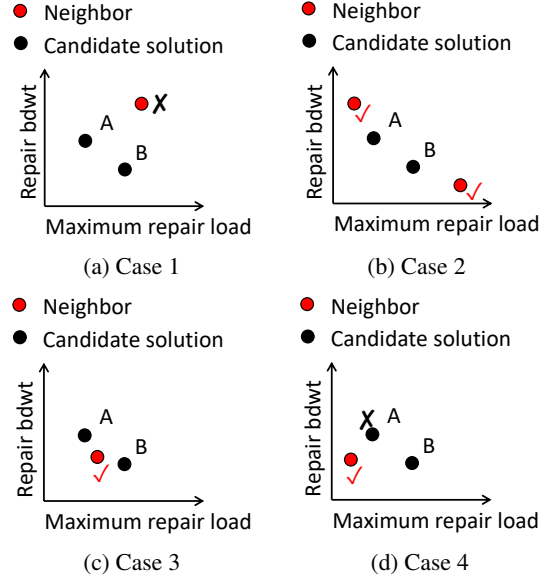 Neighbor
Candidate solution
Repair bdwt
A
B
Maximum repair load
(a) Case 1
Neighbor
Candidate solution
Repair bdwt
A
B
Maximum repair load
(b) Case 2
Neighbor
Candidate solution
Repair bdwt
A
B
Maximum repair load
(c) Case 3
Neighbor
Candidate solution
Repair bdwt
A
B
Maximum repair load
(d) Case 4